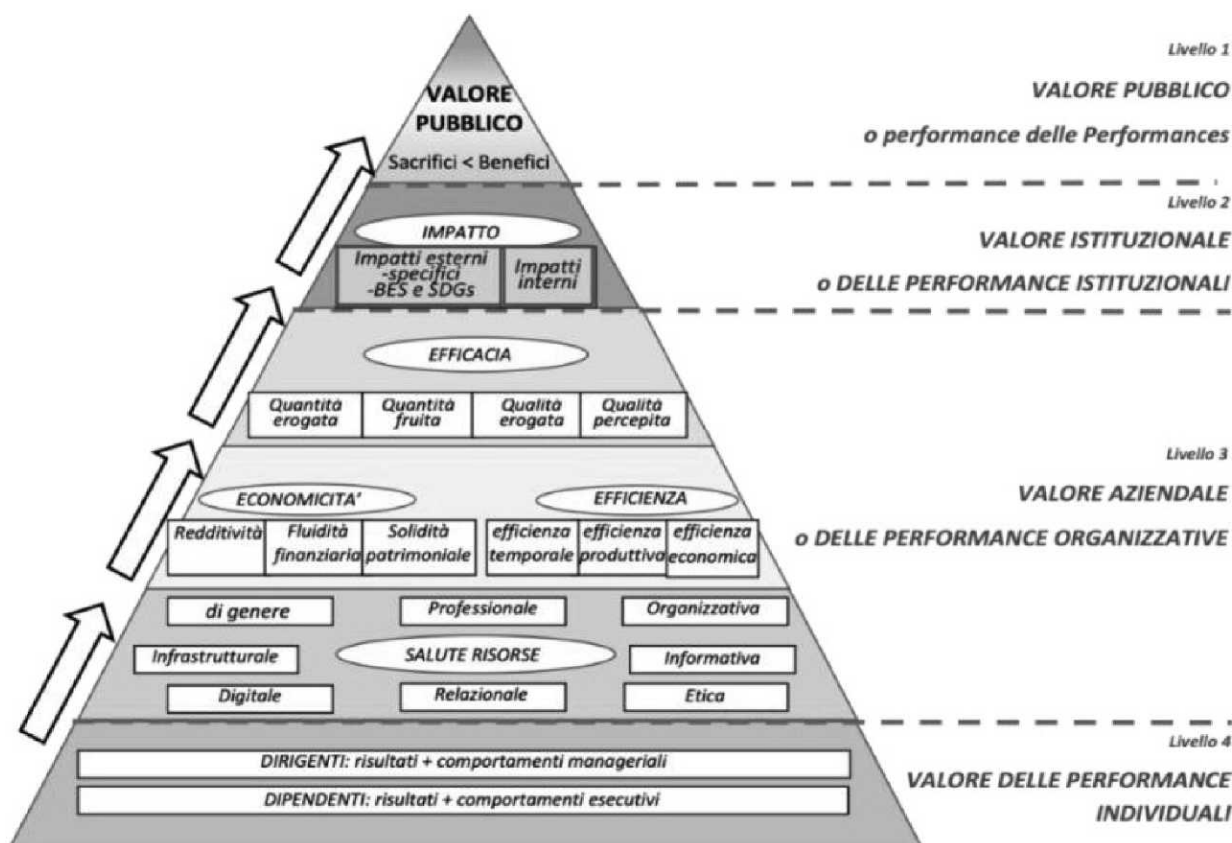 VALORE
PUBBLICO
Sacrifici < Benefici
Livello 1
VALORE PUBBLICO
o performance delle Performances
IMPATTO
Impatti esterni
-specifici
-BES e SDGs
Impatti
interni
Livello 2
VALORE ISTITUZIONALE
o DELLE PERFORMANCE ISTITUZIONALI
EFFICACIA
Quantità
erogata
Quantità
fruita
Qualità
erogata
Qualità
percepita
ECONOMICITA'
EFFICIENZA
Redditività
Fluidità
finanziaria
Solidità
patrimoniale
efficienza
temporale
efficienza
produttiva
efficienza
economica
Livello 3
VALORE AZIENDALE
o DELLE PERFORMANCE ORGANIZZATIVE
di genere
Professionale
Organizzativa
Infrastrutturale
SALUTE RISORSE
Informativa
Digitale
Relazionale
Etica
DIRIGENTI: risultati + comportamenti manageriali
DIPENDENTI: risultati + comportamenti esecutivi
Livello 4
VALORE DELLE PERFORMANCE
INDIVIDUALI